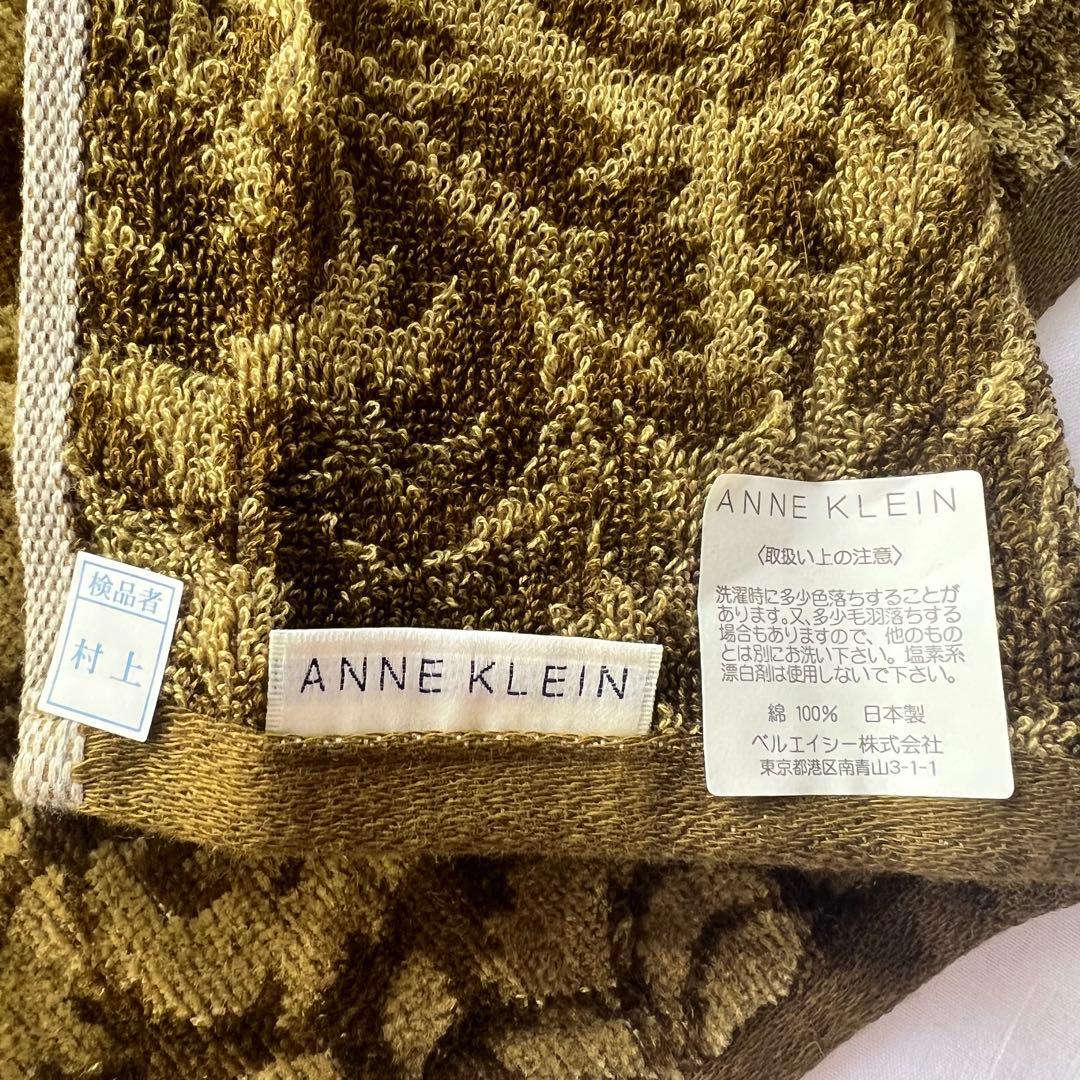 検品者
村上
ANNE KLEIN
ANNE KLEIN
〈取扱い上の注意〉
洗濯時に多少色落ちすることが
あります。又、多少毛羽落ちする
場合もありますので、他のもの
とは別にお洗い下さい。塩素系
漂白剤は使用しないで下さい。
綿 100% 日本製
ベルエイシー株式会社
東京都港区南青山3-1-1